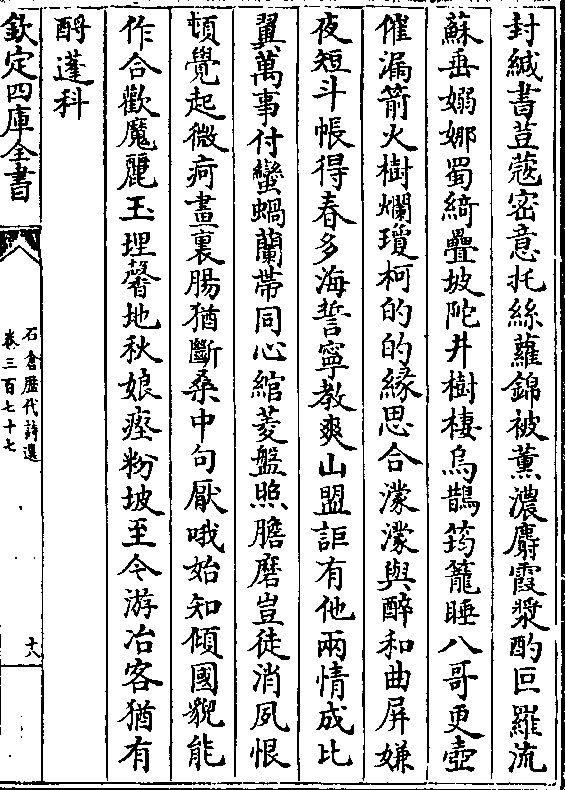 封緘書荳蔻密意托絲蘿錦被薰濃麝霞漿酌叵羅流
蘇垂嫋娜蜀綺疊坡陀井樹棲烏鵲筠籠睡八哥更壺
催漏箭火樹爛瓊柯的的緣思合濛濛與醉和曲屏嫌
夜短斗帳得春多海誓寧教爽山盟詎有他兩情成比
翼萬事付蠻蝸蘭帶同心綰菱盤照膽磨豈徒消夙恨
頓覺起微疴畫裏腸猶斷桑中句厭哦始知傾國貌能
作合歡魔麗玉埋馨地秋娘瘞粉坡至今游冶客猶有
酹蓬科
欽定四庫全書
石倉歷代詩選
卷三百七十七
十八